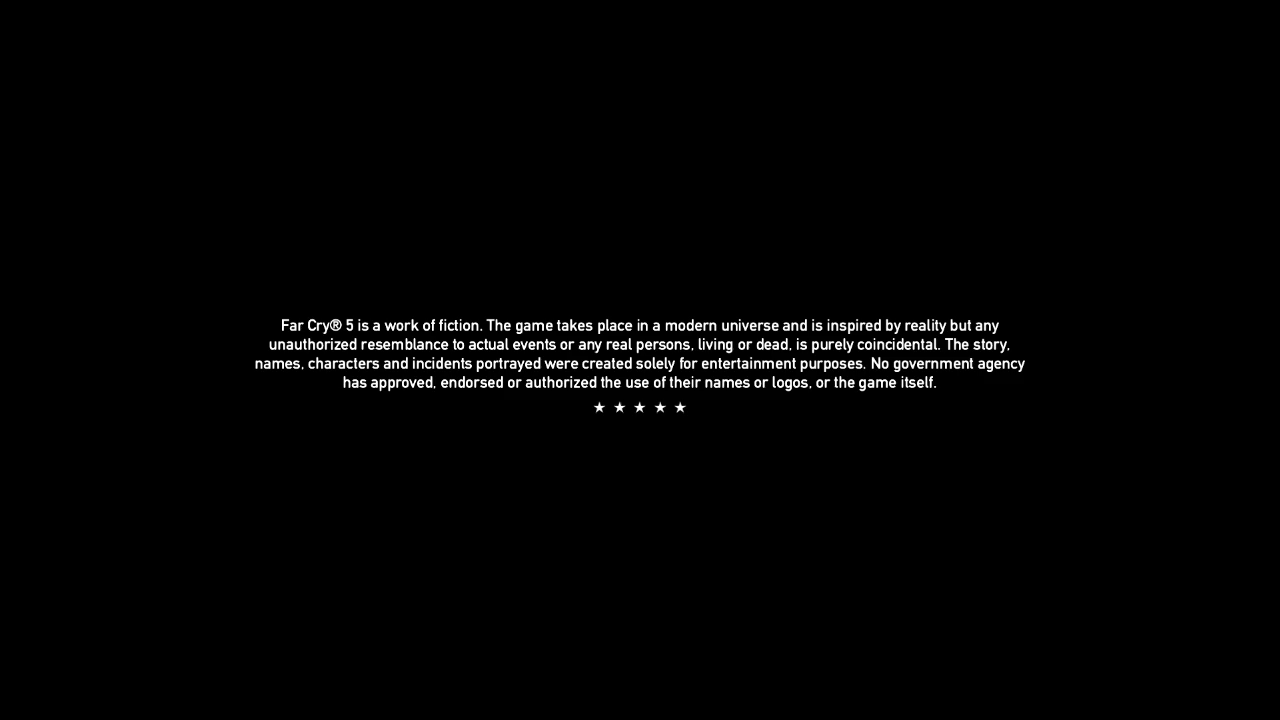 Far Cry® 5 is a work of fiction. The game takes place in a modern universe and is inspired by reality but any
unauthorized resemblance to actual events or any real persons, living or dead, is purely coincidental. The story,
names, characters and incidents portrayed were created solely for entertainment purposes. No government agency
has approved, endorsed or authorized the use of their names or logos, or the game itself.
★ ★ ★ ★ ★